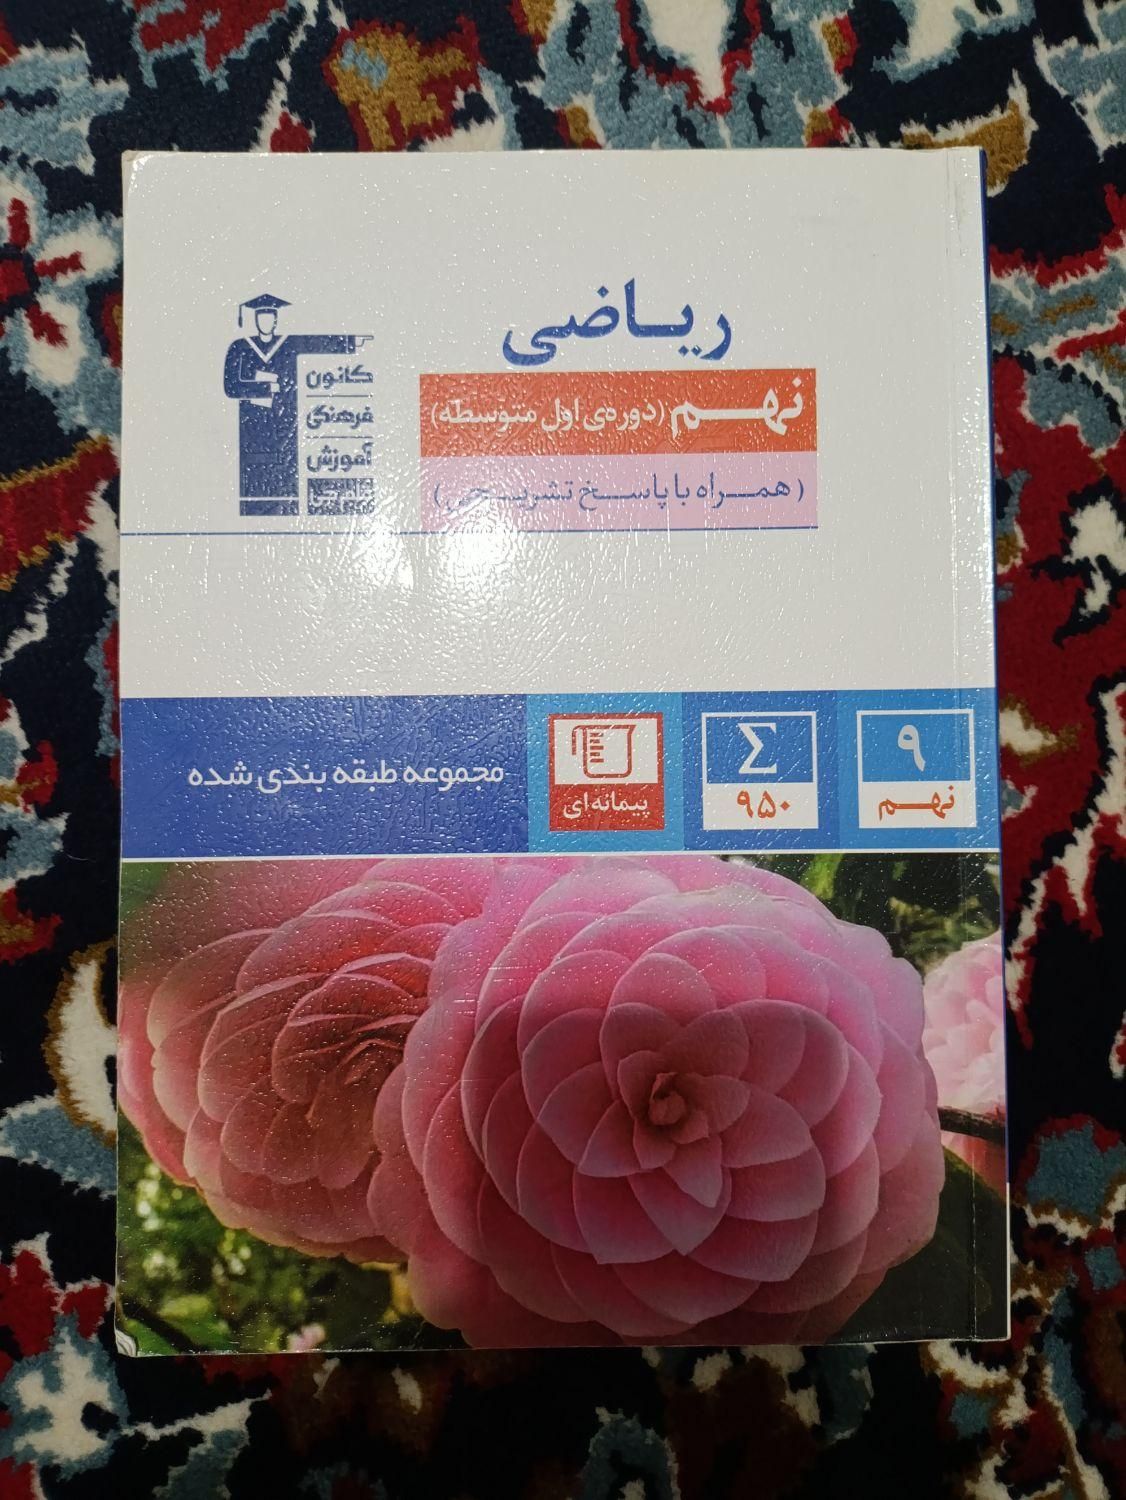 ریاضی
نهم (دوره‌ی اول متوسطه)
(همراه با پاسخ تشریحی)
کانون
فرهنگی
آموزش
۹
نهم
Σ
۹۵۰
پیمانه‌ای
مجموعه طبقه بندی شده